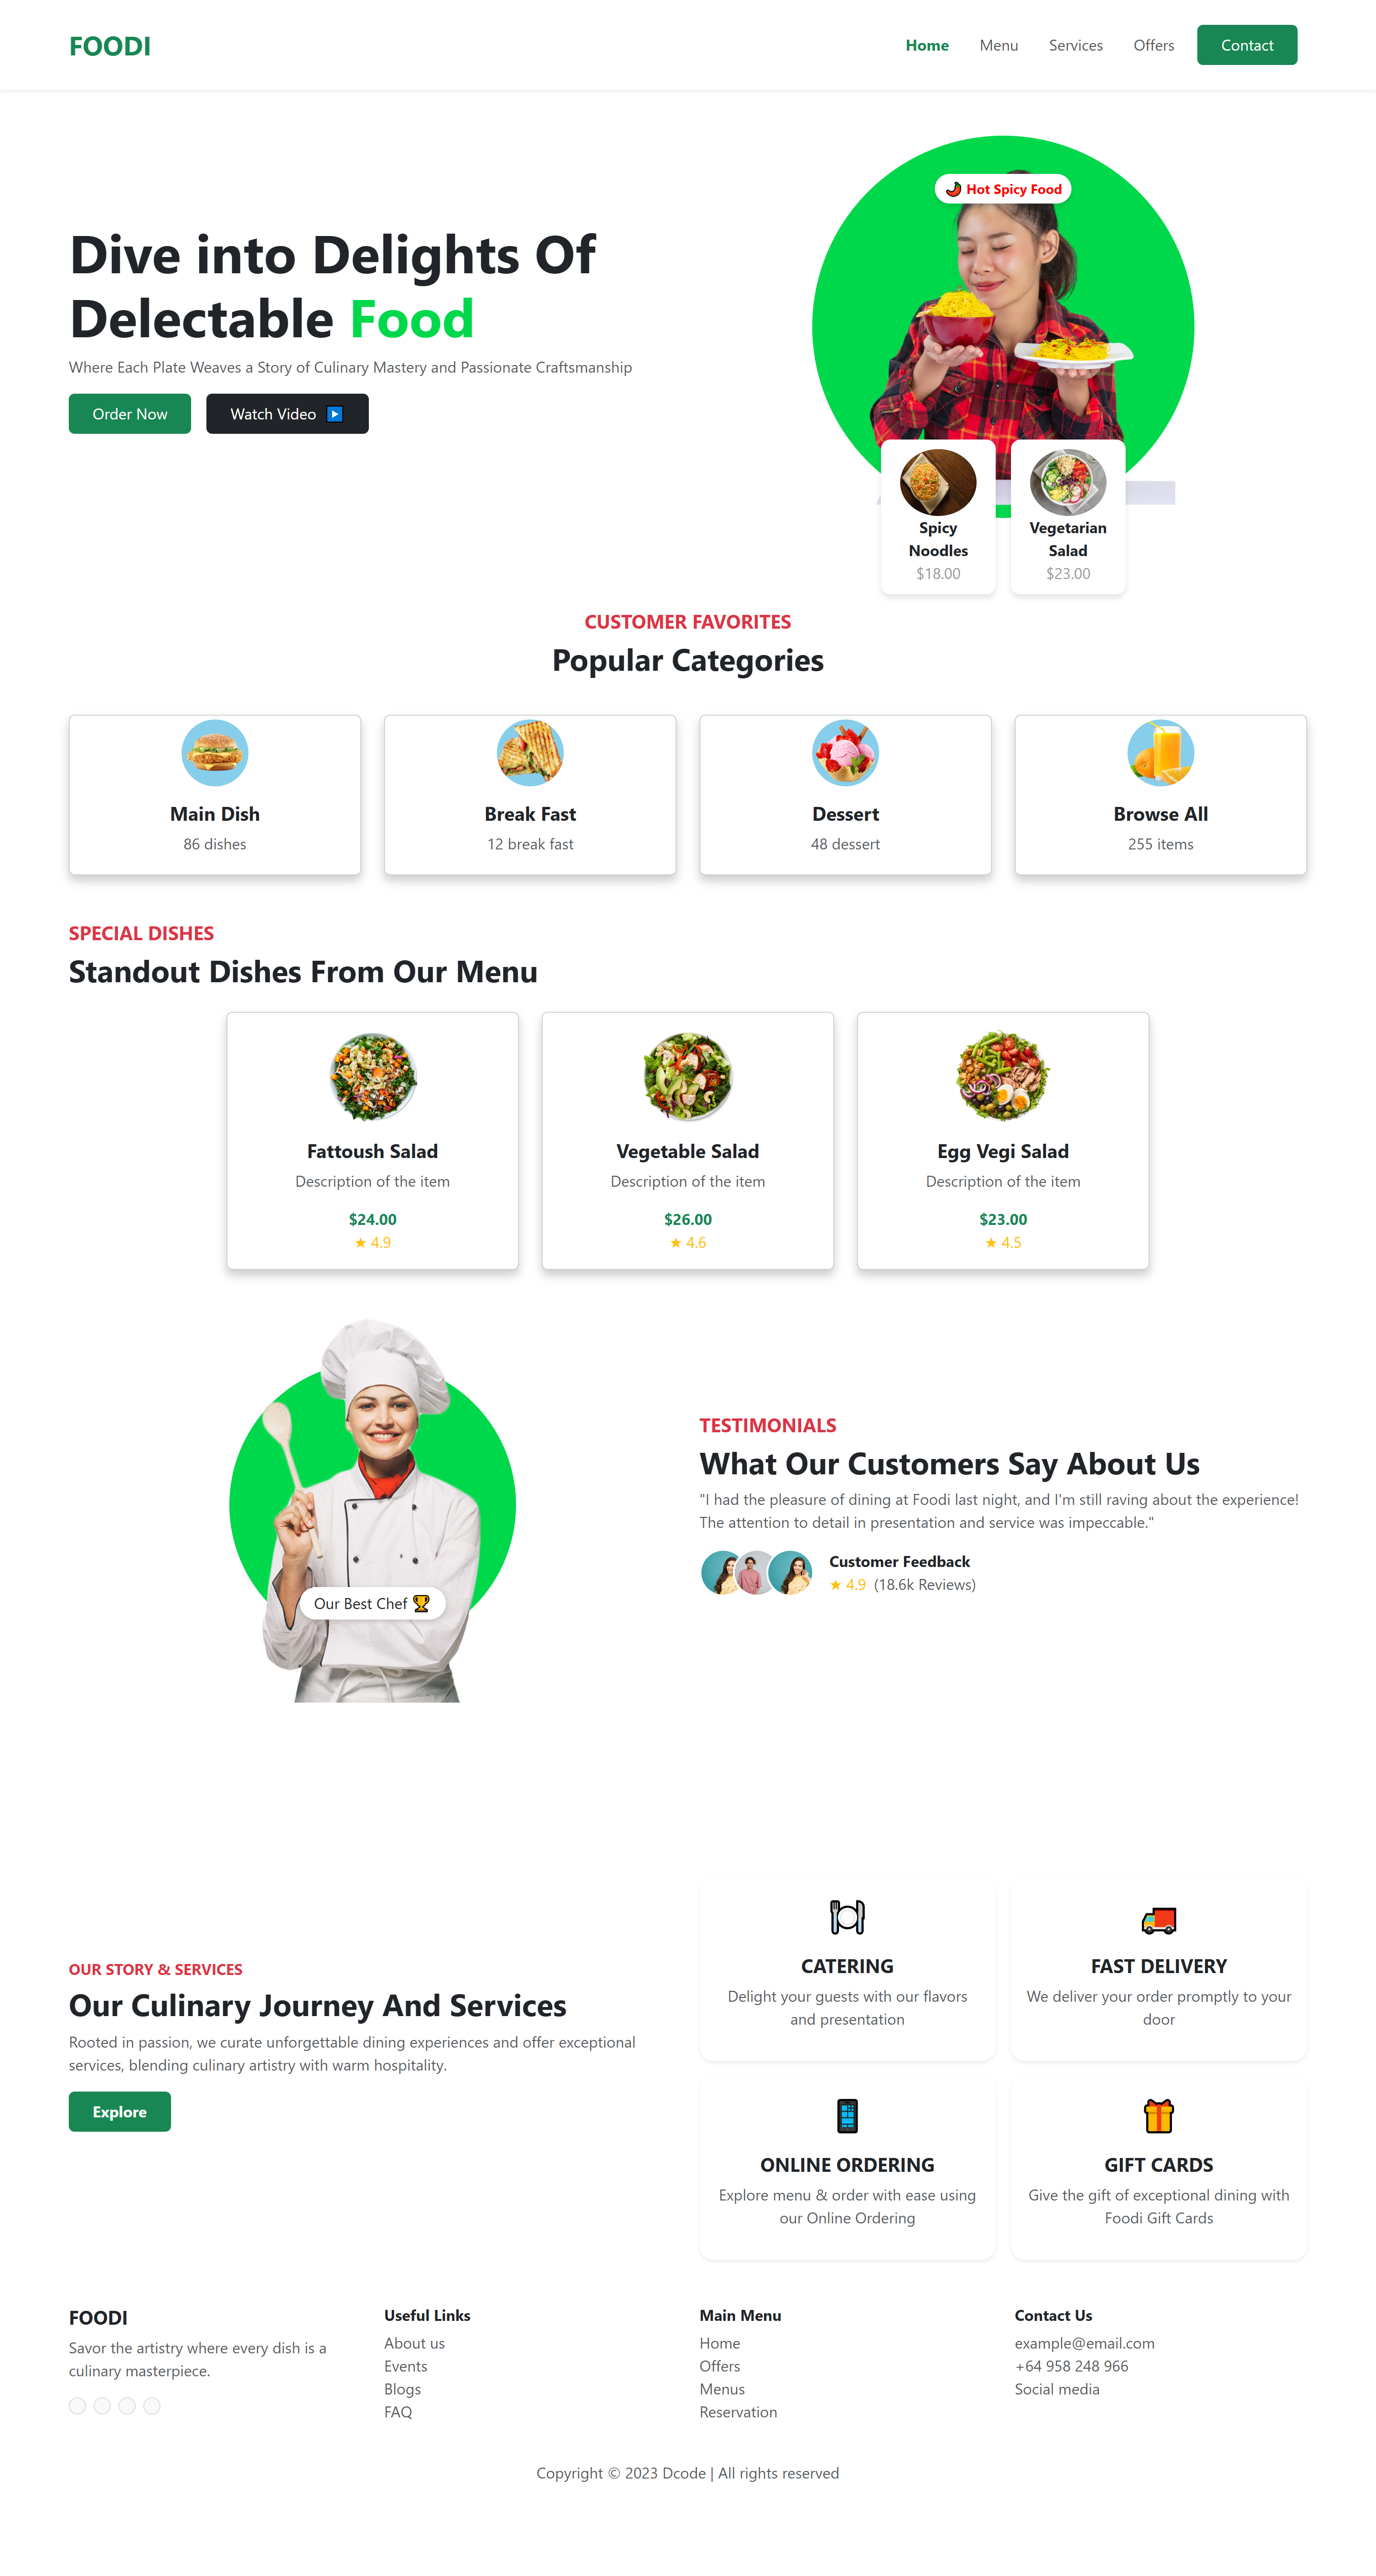 FOODI
Home
Menu
Services
Offers
Contact
Hot Spicy Food
Dive into Delights Of
Delectable Food
Where Each Plate Weaves a Story of Culinary Mastery and Passionate Craftsmanship
Order Now
Watch Video
Spicy
Noodles
$18.00
Vegetarian
Salad
$23.00
CUSTOMER FAVORITES
Popular Categories
Main Dish
86 dishes
Break Fast
12 break fast
Dessert
48 dessert
Browse All
255 items
SPECIAL DISHES
Standout Dishes From Our Menu
Fattoush Salad
Description of the item
$24.00
★ 4.9
Vegetable Salad
Description of the item
$26.00
★ 4.6
Egg Vegi Salad
Description of the item
$23.00
★ 4.5
Our Best Chef
TESTIMONIALS
What Our Customers Say About Us
"I had the pleasure of dining at Foodi last night, and I'm still raving about the experience!
The attention to detail in presentation and service was impeccable."
Customer Feedback
★ 4.9 (18.6k Reviews)
OUR STORY & SERVICES
Our Culinary Journey And Services
Rooted in passion, we curate unforgettable dining experiences and offer exceptional
services, blending culinary artistry with warm hospitality.
Explore
CATERING
Delight your guests with our flavors
and presentation
FAST DELIVERY
We deliver your order promptly to your
door
ONLINE ORDERING
Explore menu & order with ease using
our Online Ordering
GIFT CARDS
Give the gift of exceptional dining with
Foodi Gift Cards
FOODI
Savor the artistry where every dish is a
culinary masterpiece.
Useful Links
About us
Events
Blogs
FAQ
Main Menu
Home
Offers
Menus
Reservation
Contact Us
example@email.com
+64 958 248 966
Social media
Copyright © 2023 Dcode | All rights reserved